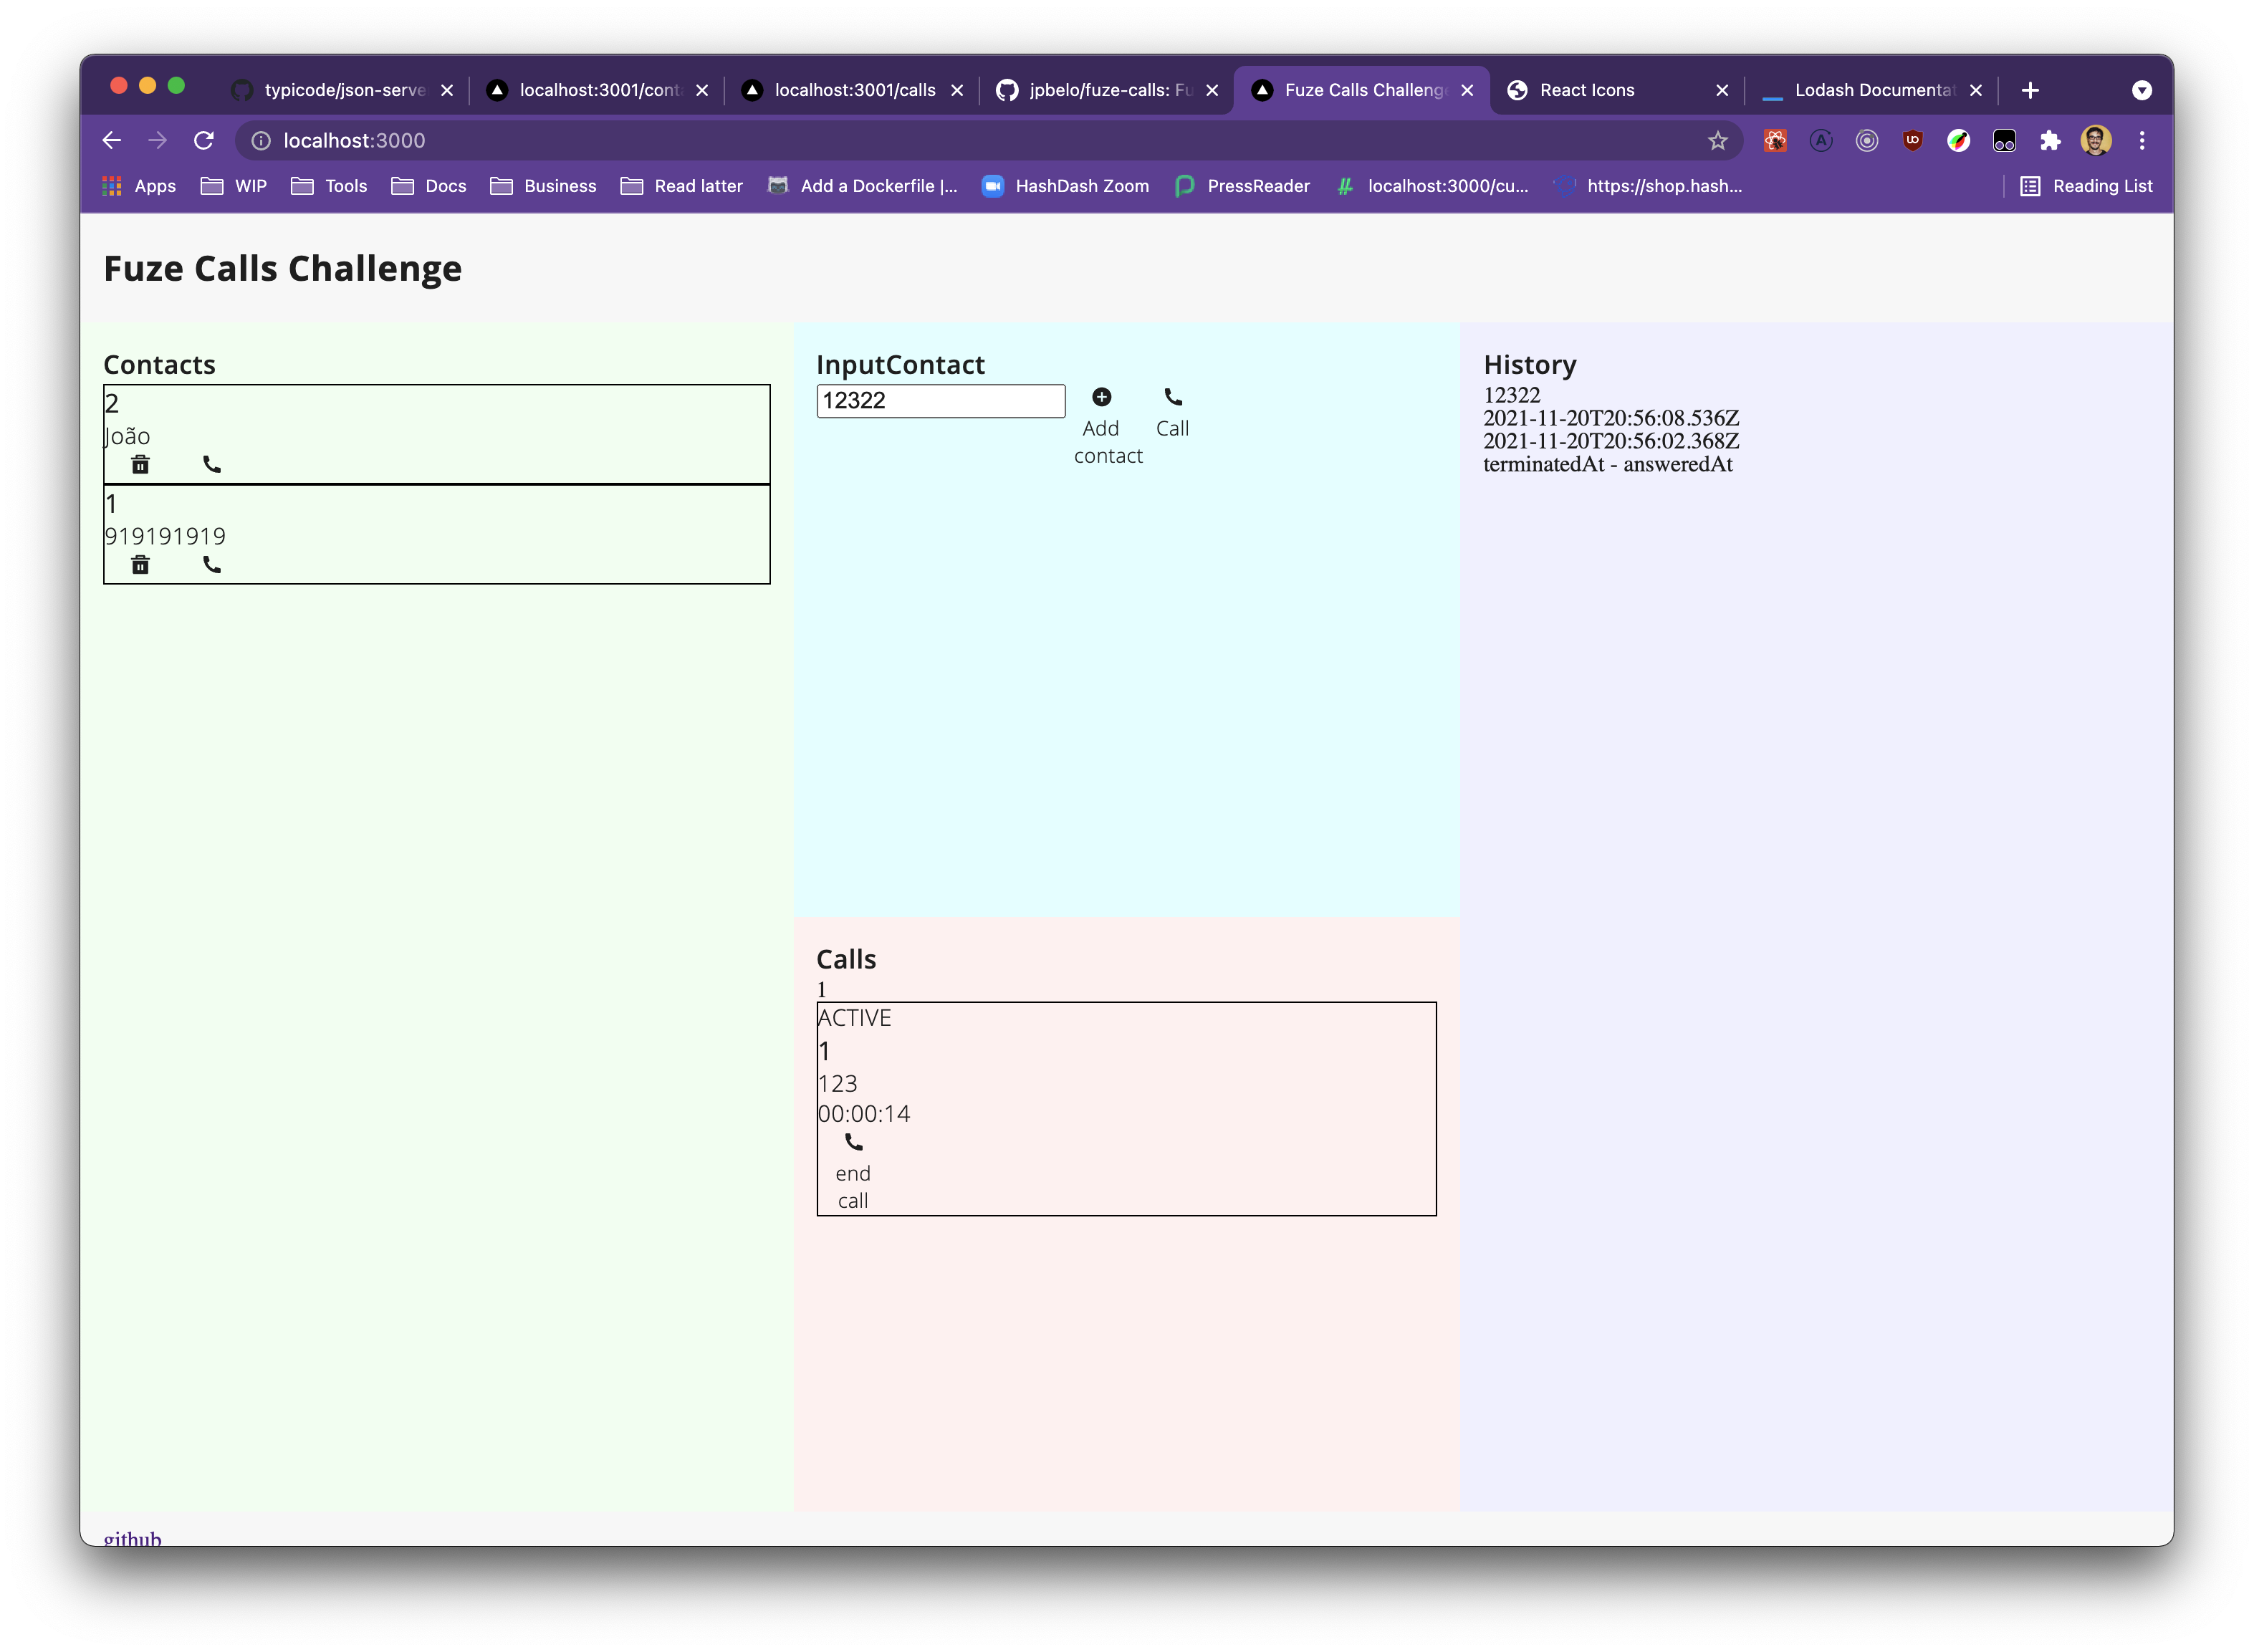 typicode/json-serve
localhost:3001/cont
localhost:3001/calls
jpbelo/fuze-calls: Fu
Fuze Calls Challeng
React Icons
Lodash Documentat
localhost:3000
Apps
WIP
Tools
Docs
Business
Read latter
Add a Dockerfile |...
HashDash Zoom
PressReader
localhost:3000/cu...
https://shop.hash...
Reading List
Fuze Calls Challenge
Contacts
2
João
1
919191919
InputContact
12322
Add
contact
Call
Calls
1
ACTIVE
1
123
00:00:14
end
call
History
12322
2021-11-20T20:56:08.536Z
2021-11-20T20:56:02.368Z
terminatedAt - answeredAt
github